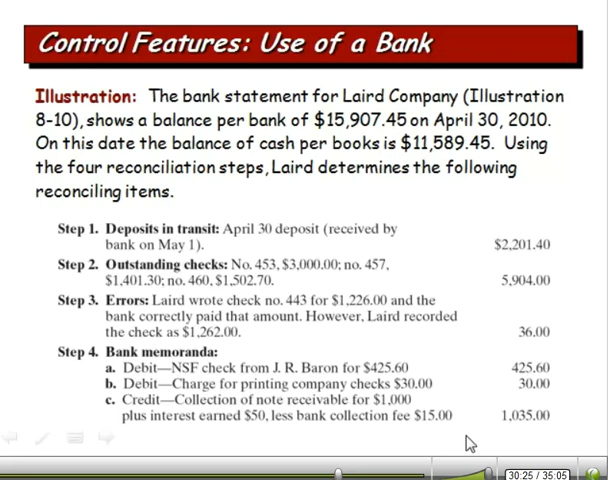 Control Features: Use of a Bank
Illustration: The bank statement for Laird Company (Illustration
8-10), shows a balance per bank of $15,907.45 on April 30, 2010.
On this date the balance of cash per books is $11,589.45. Using
the four reconciliation steps, Laird determines the following
reconciling items.
Step 1. Deposits in transit: April 30 deposit (received by
bank on May 1). $2,201.40
Step 2. Outstanding checks: No. 453, $3,000.00; no. 457,
$1,401.30; no. 460, $1,502.70. 5,904.00
Step 3. Errors: Laird wrote check no. 443 for $1,226.00 and the
bank correctly paid that amount. However, Laird recorded
the check as $1,262.00. 36.00
Step 4. Bank memoranda:
a. Debit—NSF check from J. R. Baron for $425.60 425.60
b. Debit—Charge for printing company checks $30.00 30.00
c. Credit—Collection of note receivable for $1,000
plus interest earned $50, less bank collection fee $15.00 1,035.00
30:25 / 35:05